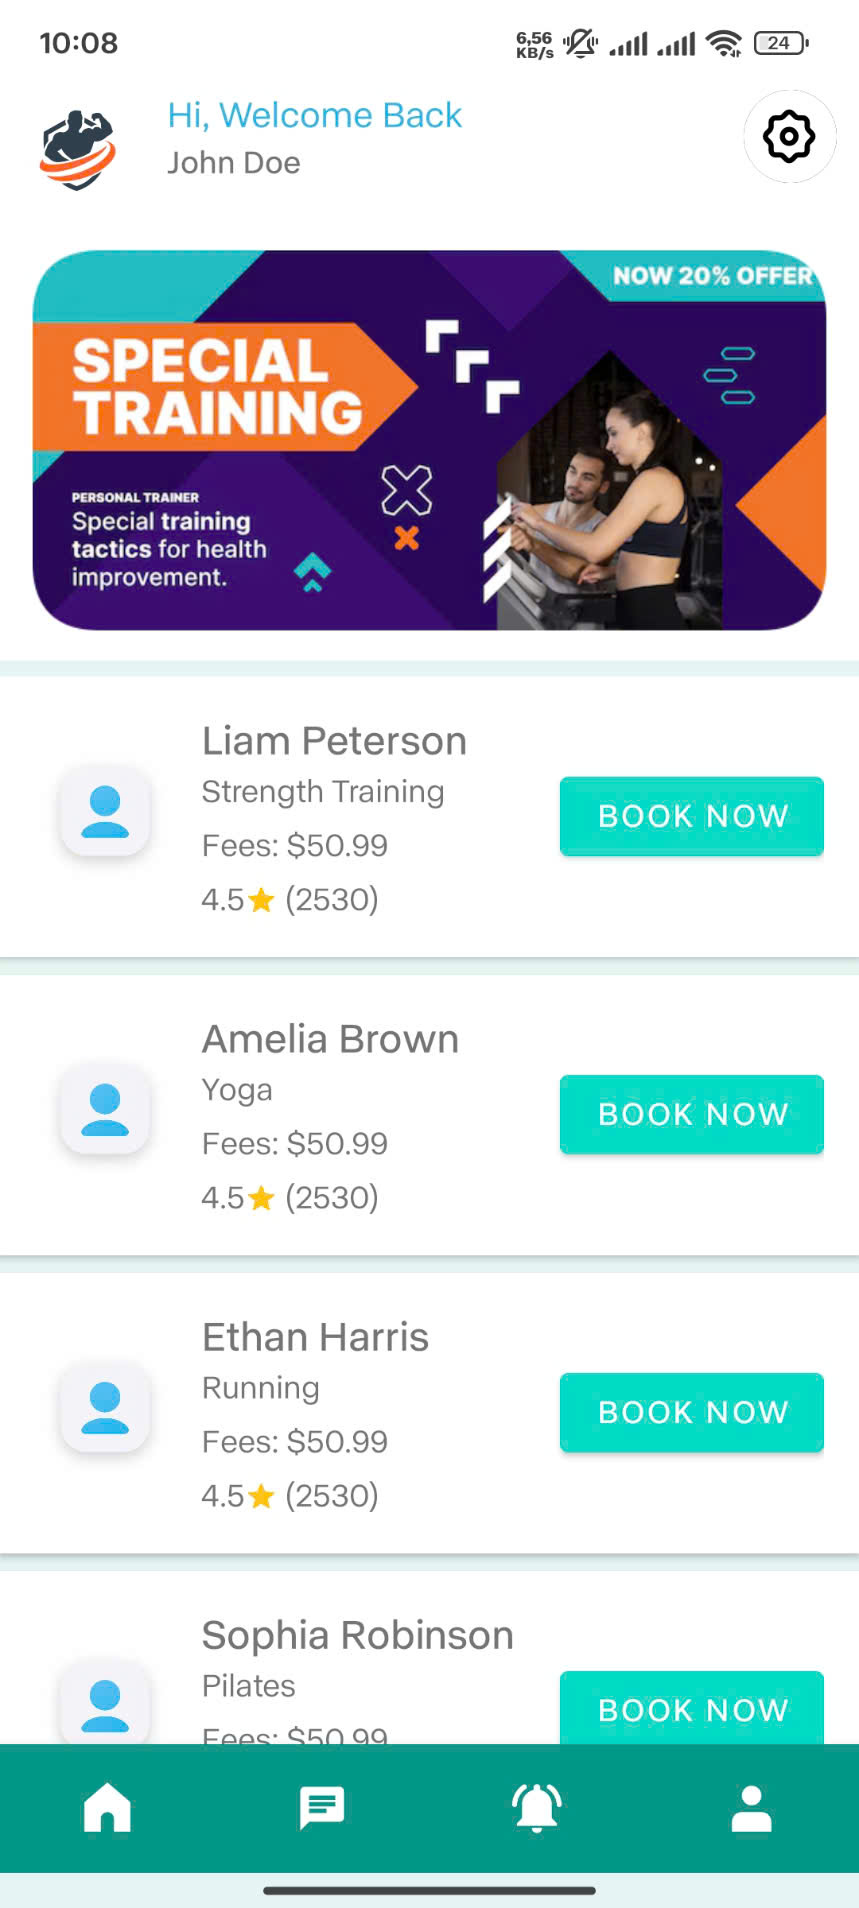 10:08
6,56
KB/s
24
Hi, Welcome Back
John Doe
NOW 20% OFFER
SPECIAL
TRAINING
PERSONAL TRAINER
Special training
tactics for health
improvement.
Liam Peterson
Strength Training
Fees: $50.99
4.5⭐ (2530)
BOOK NOW
Amelia Brown
Yoga
Fees: $50.99
4.5⭐ (2530)
BOOK NOW
Ethan Harris
Running
Fees: $50.99
4.5⭐ (2530)
BOOK NOW
Sophia Robinson
Pilates
Fees: $50.99
BOOK NOW